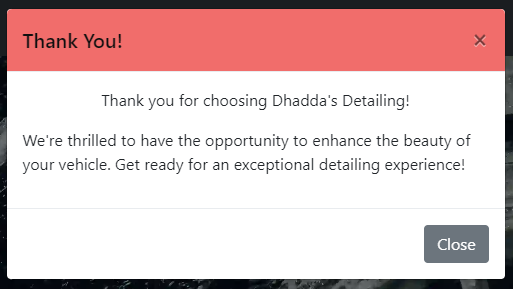 Thank You!
×
Thank you for choosing Dhadda's Detailing!
We're thrilled to have the opportunity to enhance the beauty of
your vehicle. Get ready for an exceptional detailing experience!
Close